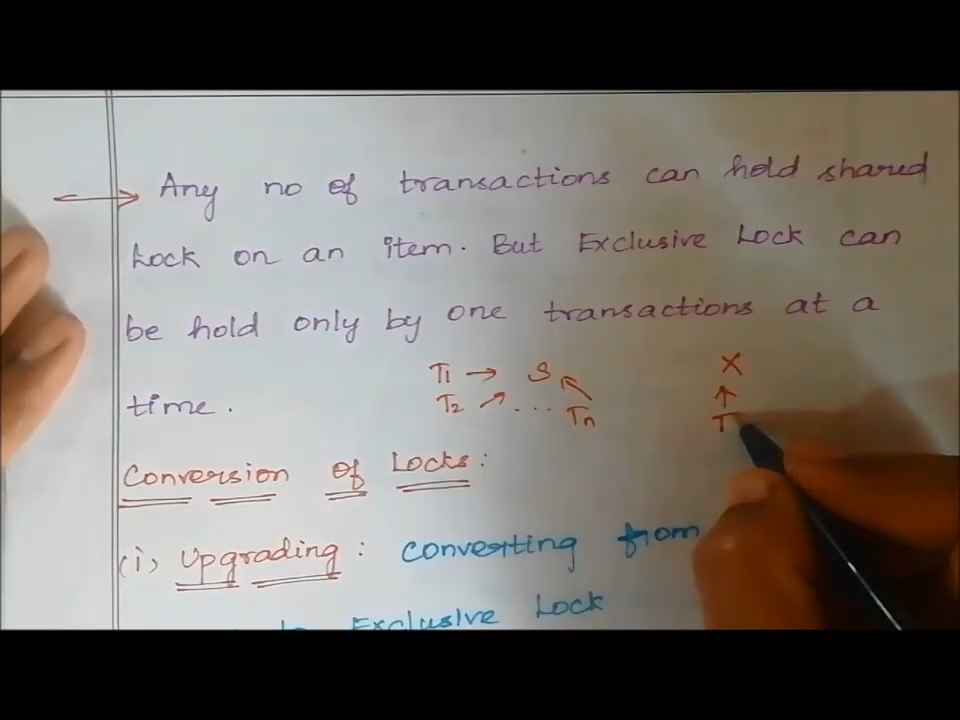 Any no of transactions can hold shared
Lock on an item. But Exclusive Lock can
be hold only by one transactions at a
time.
T1 → S X
T2 ... Tn T
Conversion of Locks:
(i) Upgrading: converting from
to Exclusive Lock